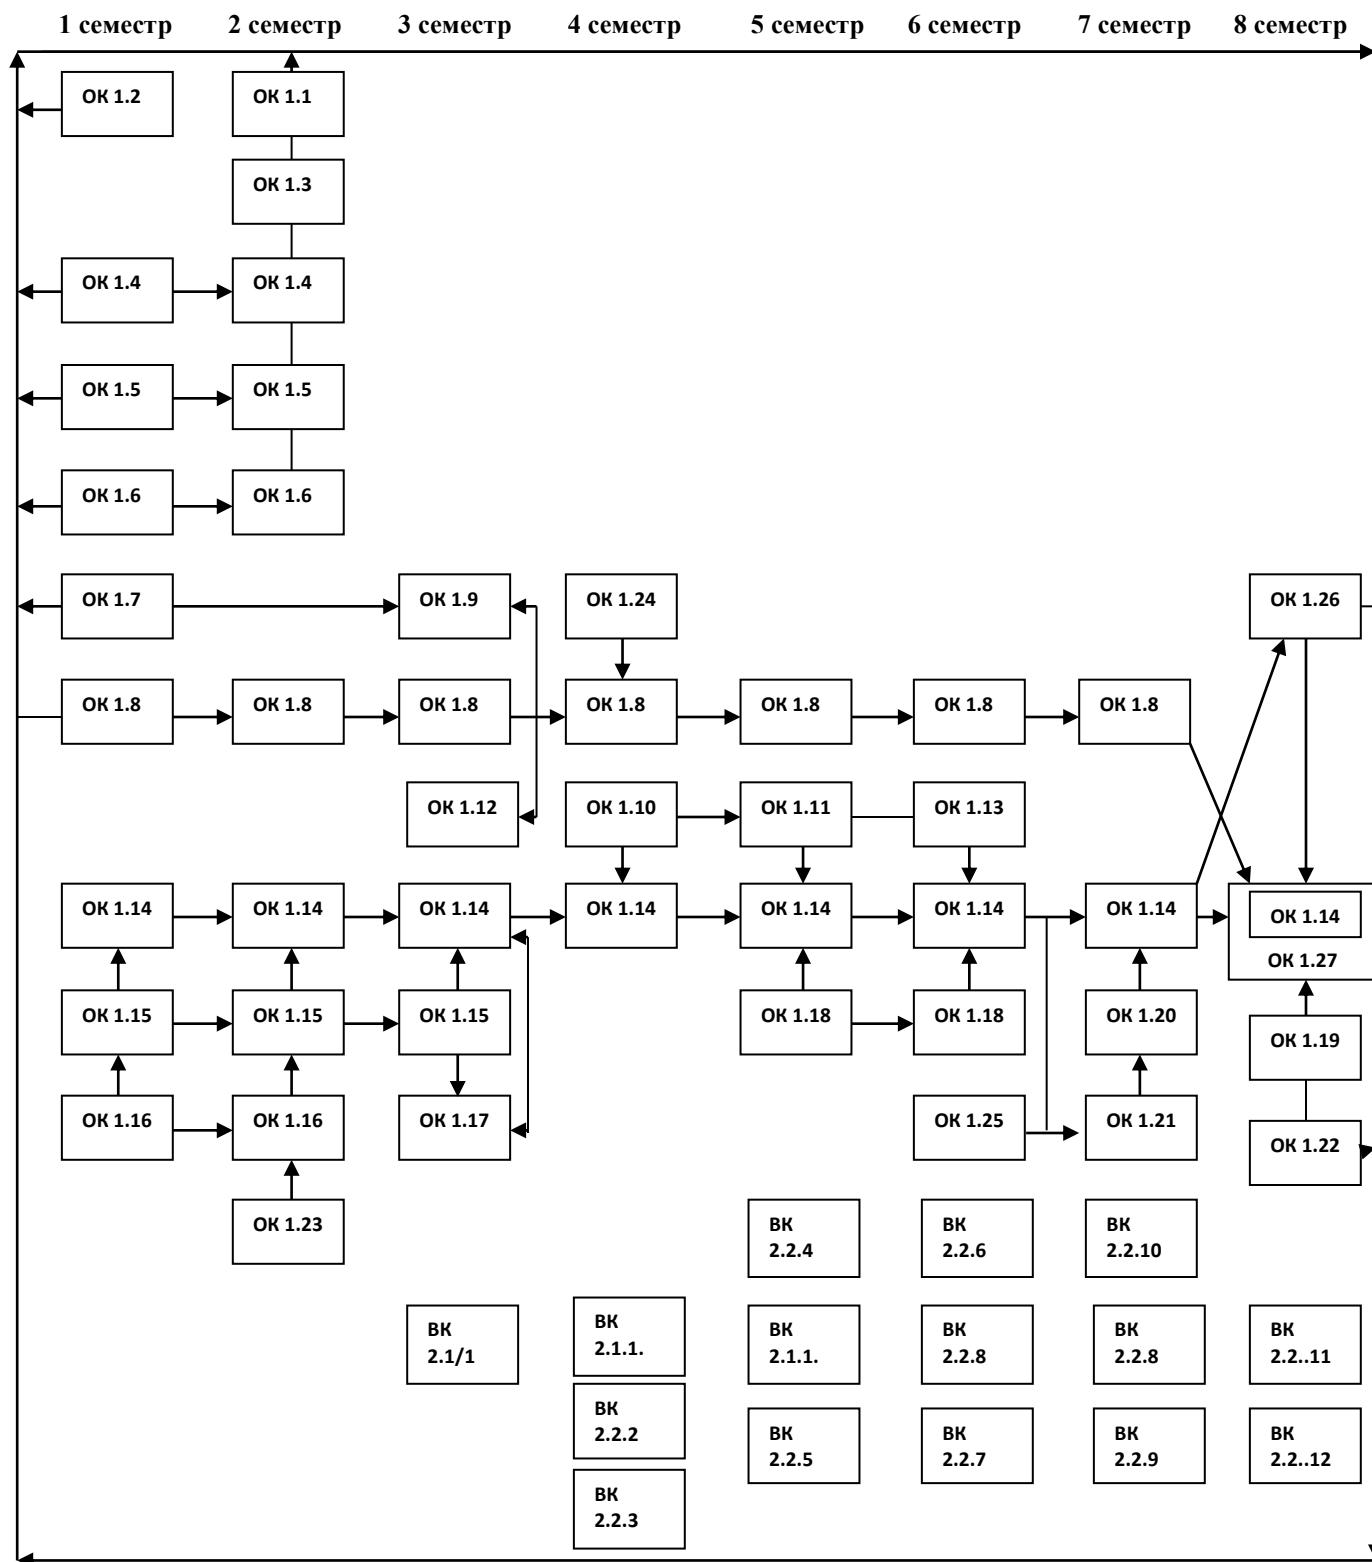 1 семестр 2 семестр 3 семестр 4 семестр 5 семестр 6 семестр 7 семестр 8 семестр
ОК 1.2 ОК 1.1
ОК 1.3
ОК 1.4 ОК 1.4
ОК 1.5 ОК 1.5
ОК 1.6 ОК 1.6
ОК 1.7 ОК 1.9 ОК 1.24 ОК 1.26
ОК 1.8 ОК 1.8 ОК 1.8 ОК 1.8 ОК 1.8 ОК 1.8 ОК 1.8
ОК 1.12 ОК 1.10 ОК 1.11 ОК 1.13
ОК 1.14 ОК 1.14 ОК 1.14 ОК 1.14 ОК 1.14 ОК 1.14 ОК 1.14 ОК 1.14
ОК 1.27
ОК 1.15 ОК 1.15 ОК 1.15 ОК 1.18 ОК 1.18 ОК 1.20
ОК 1.19
ОК 1.16 ОК 1.16 ОК 1.17 ОК 1.25 ОК 1.21
ОК 1.22
ОК 1.23
ВК ВК ВК
2.2.4 2.2.6 2.2.10
ВК ВК ВК ВК ВК ВК
2.1/1 2.1.1. 2.1.1. 2.2.8 2.2.8 2.2..11
ВК ВК ВК ВК ВК
2.2.2 2.2.5 2.2.7 2.2.9 2.2..12
ВК
2.2.3